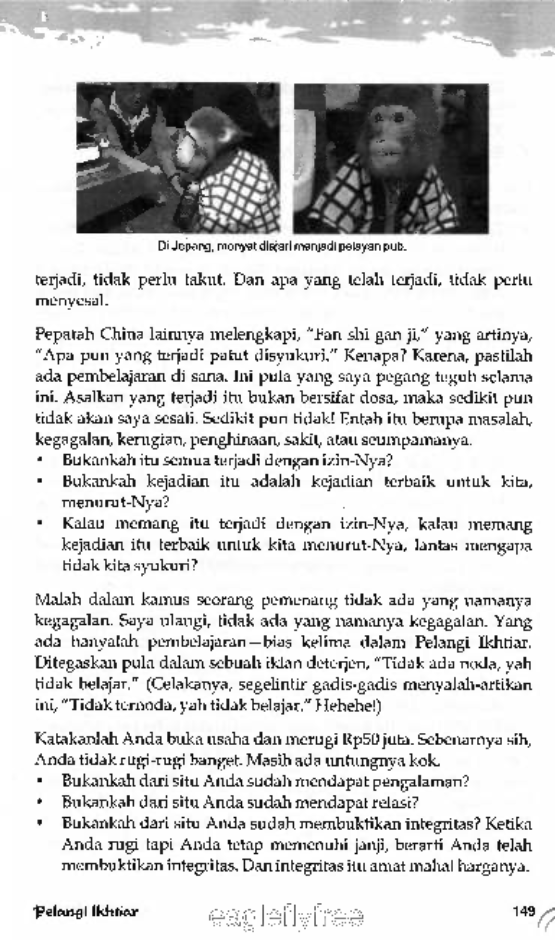 Di Jepang, monyet dilatari menjadi pelayan pub.
terjadi, tidak perlu takut. Dan apa yang telah terjadi, tidak perlu
menyesal.
Pepatah China lainnya melengkapi, "Fan shi gan ji," yang artinya,
"Apa pun yang terjadi patut disyukuri." Kenapa? Karena, pastilah
ada pembelajaran di sana. Ini pula yang saya pegang teguh selama
ini. Asalkan yang terjadi itu bukan bersifat dosa, maka sedikit pun
tidak akan saya sesali. Sedikit pun tidak! Entah itu berupa masalah,
kegagalan, kerugian, penghinaan, sakit, atau seumpamanya.
• Bukankah itu semua terjadi dengan izin-Nya?
• Bukankah kejadian itu adalah kejadian terbaik untuk kita,
menurut-Nya?
• Kalau memang itu terjadi dengan izin-Nya, kalau memang
kejadian itu terbaik untuk kita menurut-Nya, lantas mengapa
tidak kita syukuri?
Malah dalam kamus seorang pemenang tidak ada yang namanya
kegagalan. Saya ulangi, tidak ada yang namanya kegagalan. Yang
ada hanyalah pembelajaran—bias kelima dalam Pelangi Ikhtiar.
Ditegaskan pula dalam sebuah iklan deterjen, "Tidak ada noda, yah
tidak belajar." (Celakanya, segelintir gadis-gadis menyalah-artikan
ini, "Tidak ternoda, yah tidak belajar." Hehehe!)
Katakanlah Anda buka usaha dan merugi Rp50 juta. Sebenarnya sih,
Anda tidak rugi-rugi banget. Masih ada untungnya kok.
• Bukankah dari situ Anda sudah mendapat pengalaman?
• Bukankah dari situ Anda sudah mendapat relasi?
• Bukankah dari situ Anda sudah membuktikan integritas? Ketika
Anda rugi tapi Anda tetap memenuhi janji, berarti Anda telah
membuktikan integritas. Dan integritas itu amat mahal harganya.
Pelangi Ikhtiar eagleflyfree 149